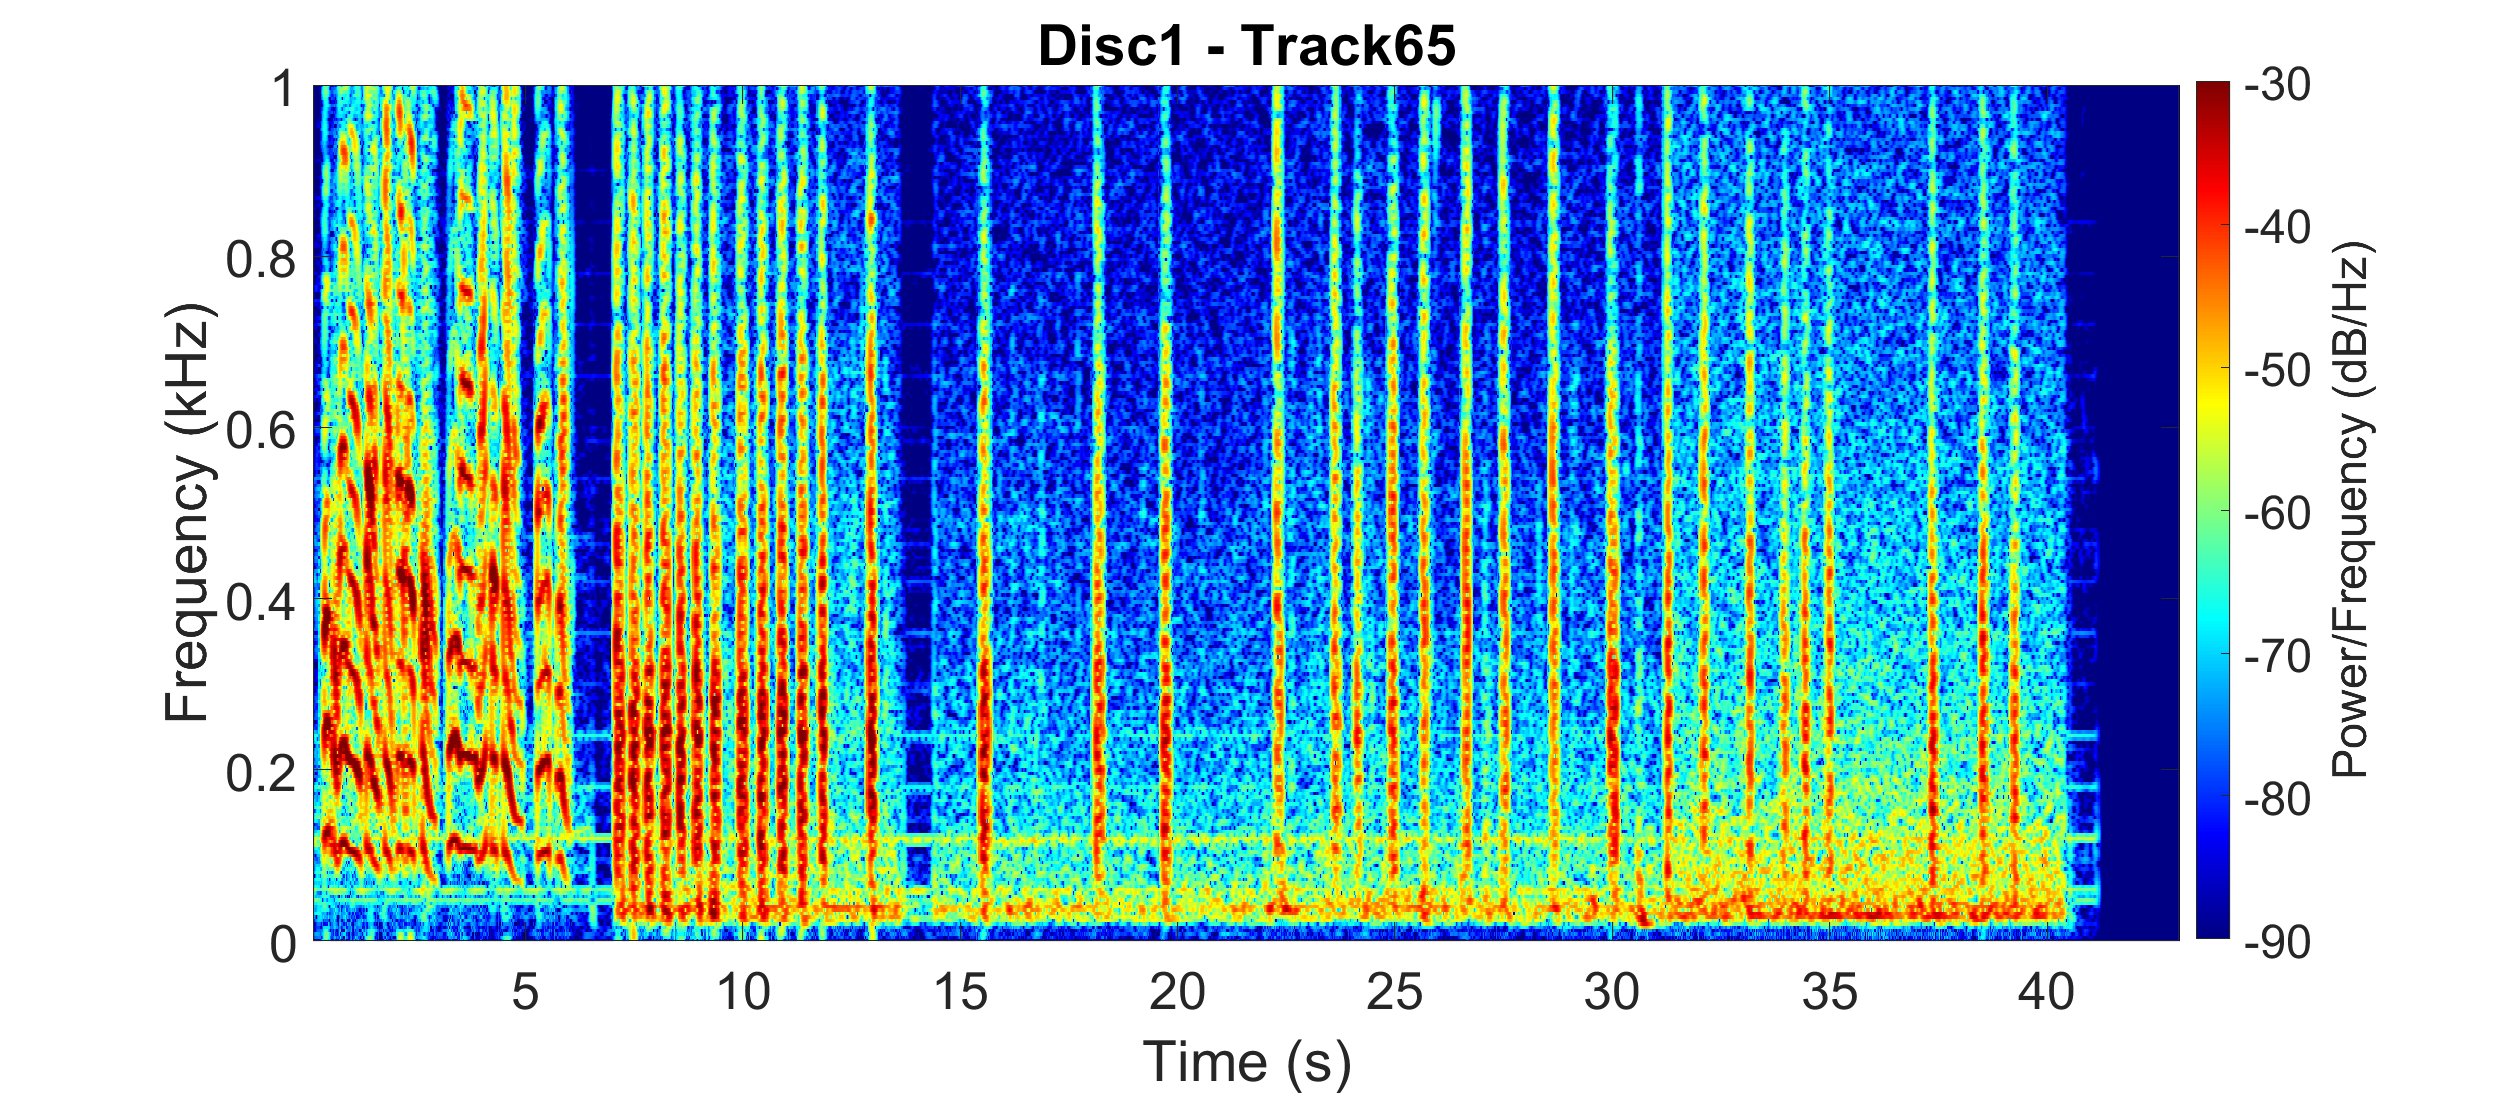 Disc1 - Track65
Frequency (kHz)
1
0.8
0.6
0.4
0.2
0
5 10 15 20 25 30 35 40
Time (s)
-30
-40
-50
-60
-70
-80
-90
Power/Frequency (dB/Hz)